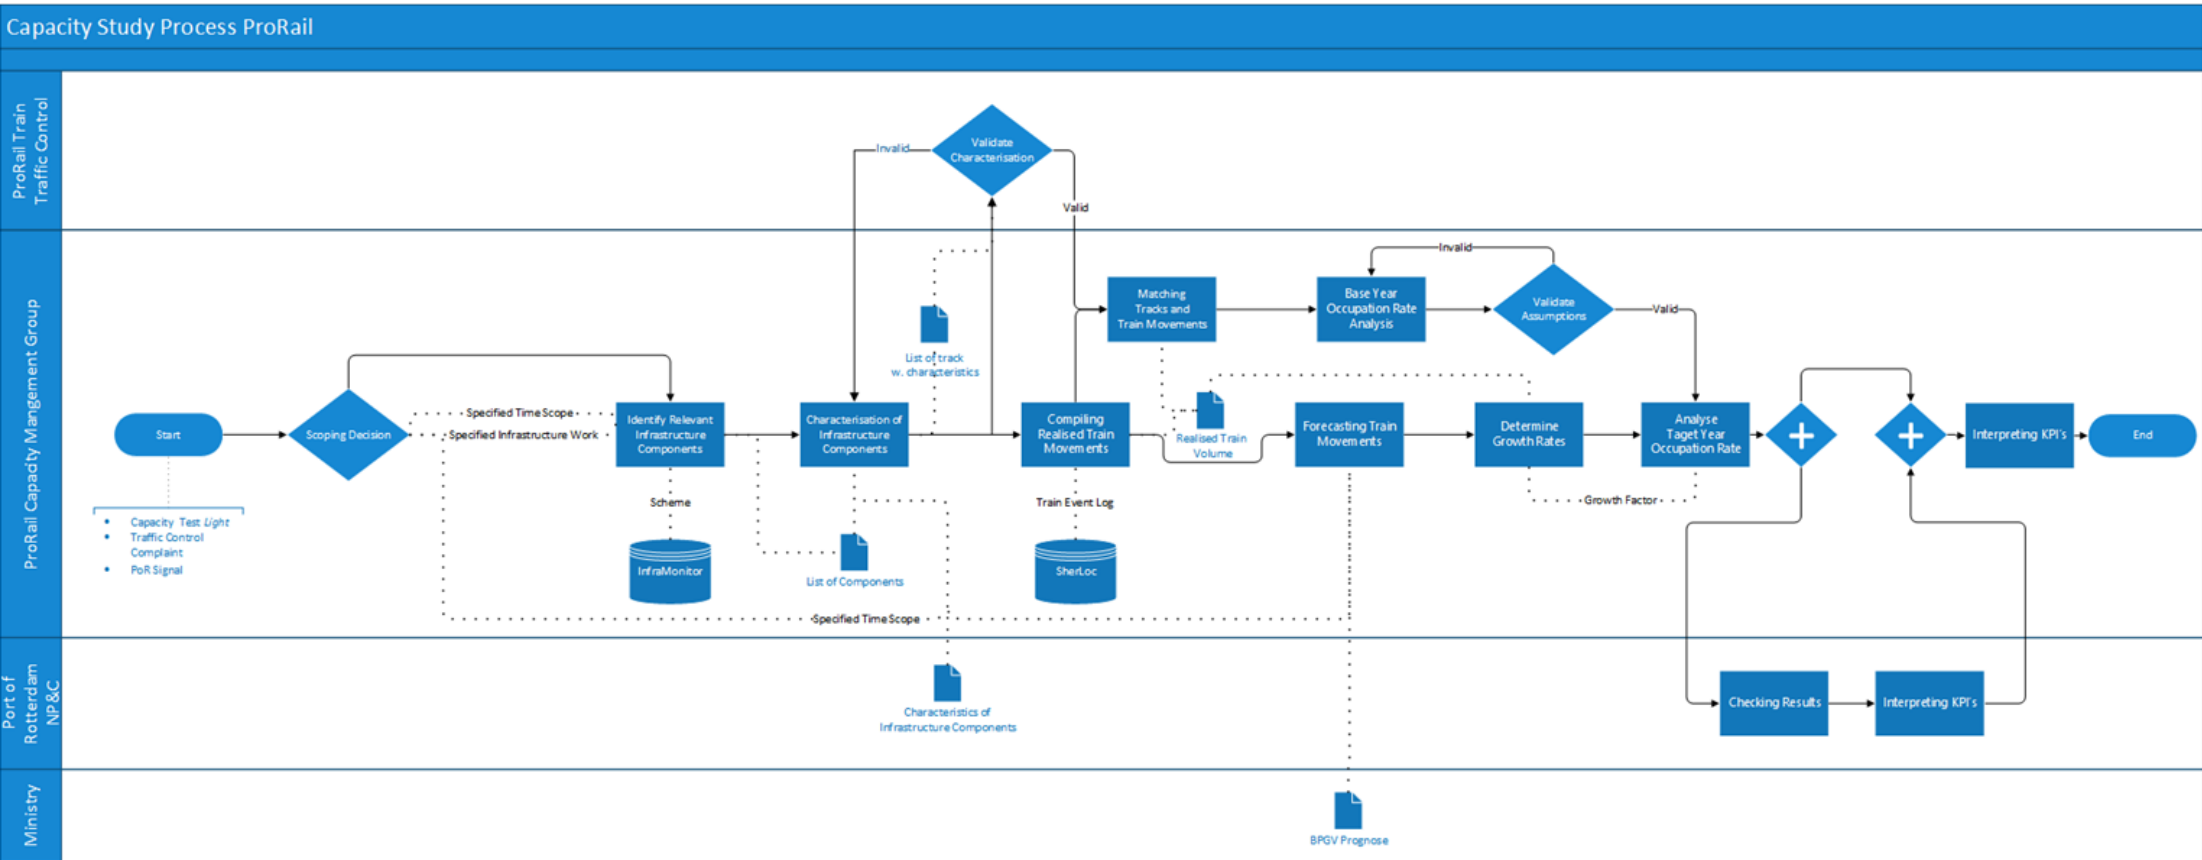 Capacity Study Process ProRail
ProRail Train
Traffic Control
Validate
Characterisation
Invalid
Valid
ProRail Capacity Mangement Group
Invalid
Matching
Tracks and
Train Movements
Base Year
Occupation Rate
Analysis
Validate
Assumptions
Valid
List of track
w. characteristics
Start
Scoping Decision
Specified Time Scope
Specified Infrastructure Work
Identify Relevant
Infrastructure
Components
Characterisation of
Infrastructure
Components
Compiling
Realised Train
Movements
Realised Train
Volume
Forecasting Train
Movements
Determine
Growth Rates
Analyse
Taget Year
Occupation Rate
Interpreting KPI's
End
Scheme
Train Event Log
Growth Factor
• Capacity Test Light
• Traffic Control
Complaint
• PoR Signal
InfraMonitor
List of Components
SherLoc
Specified Time Scope
Port of
Rotterdam
NP&C
Characteristics of
Infrastructure Components
Checking Results
Interpreting KPI's
Ministry
BPGV Prognose